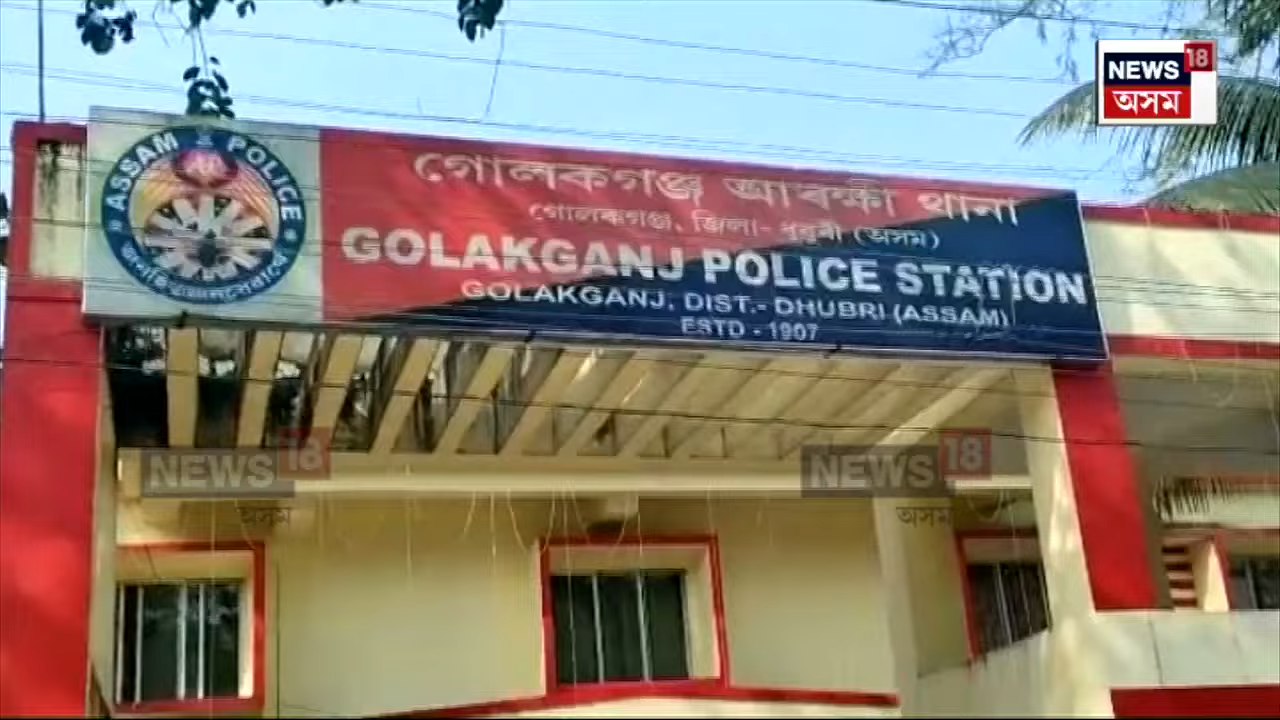 NEWS 18
অসম
ASSAM POLICE
গোলকগঞ্জ আৰক্ষী থানা
গোলকগঞ্জ, জিলা- ধুবুৰী (অসম)
GOLAKGANJ POLICE STATION
GOLAKGANJ, DIST.- DHUBRI (ASSAM)
ESTD - 1907
NEWS 18
অসম
NEWS 18
অসম